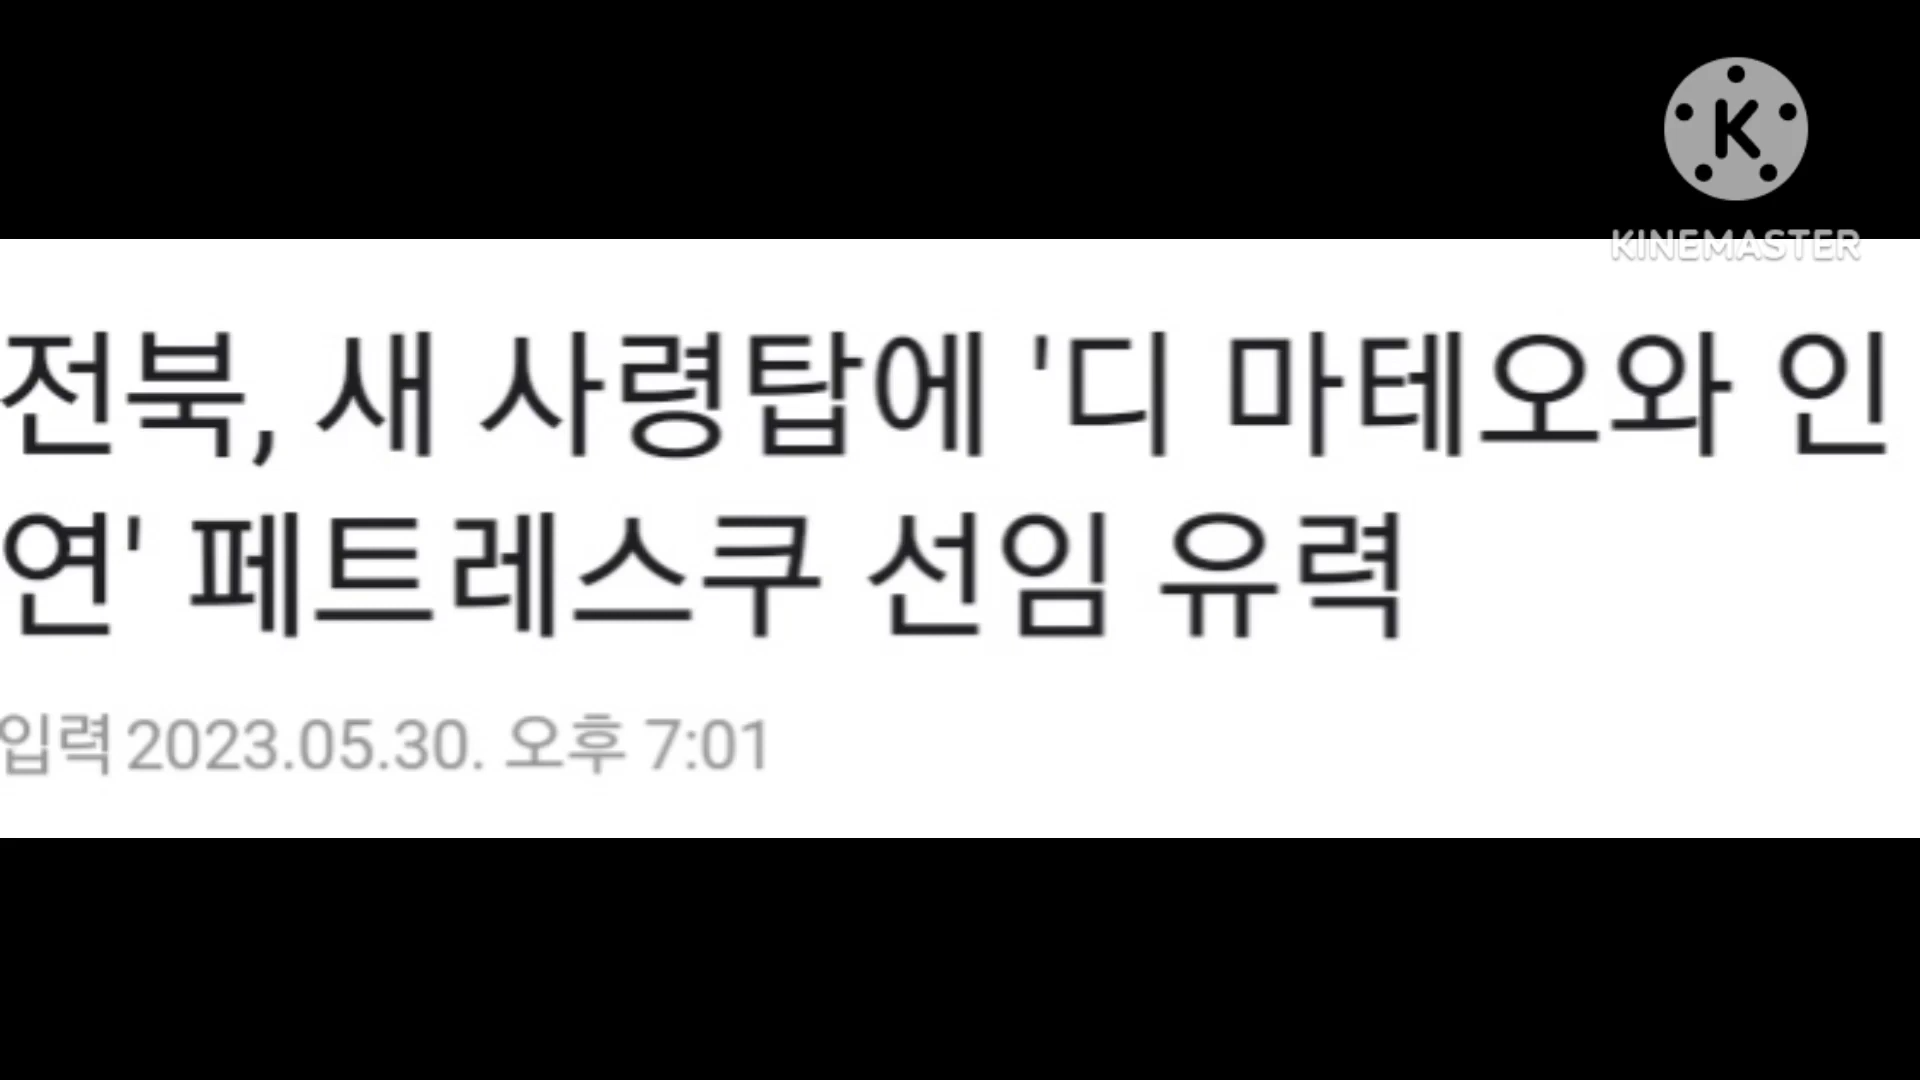 K
KINEMASTER
전북, 새 사령탑에 '디 마테오와 인
연' 페트레스쿠 선임 유력
입력 2023.05.30. 오후 7:01